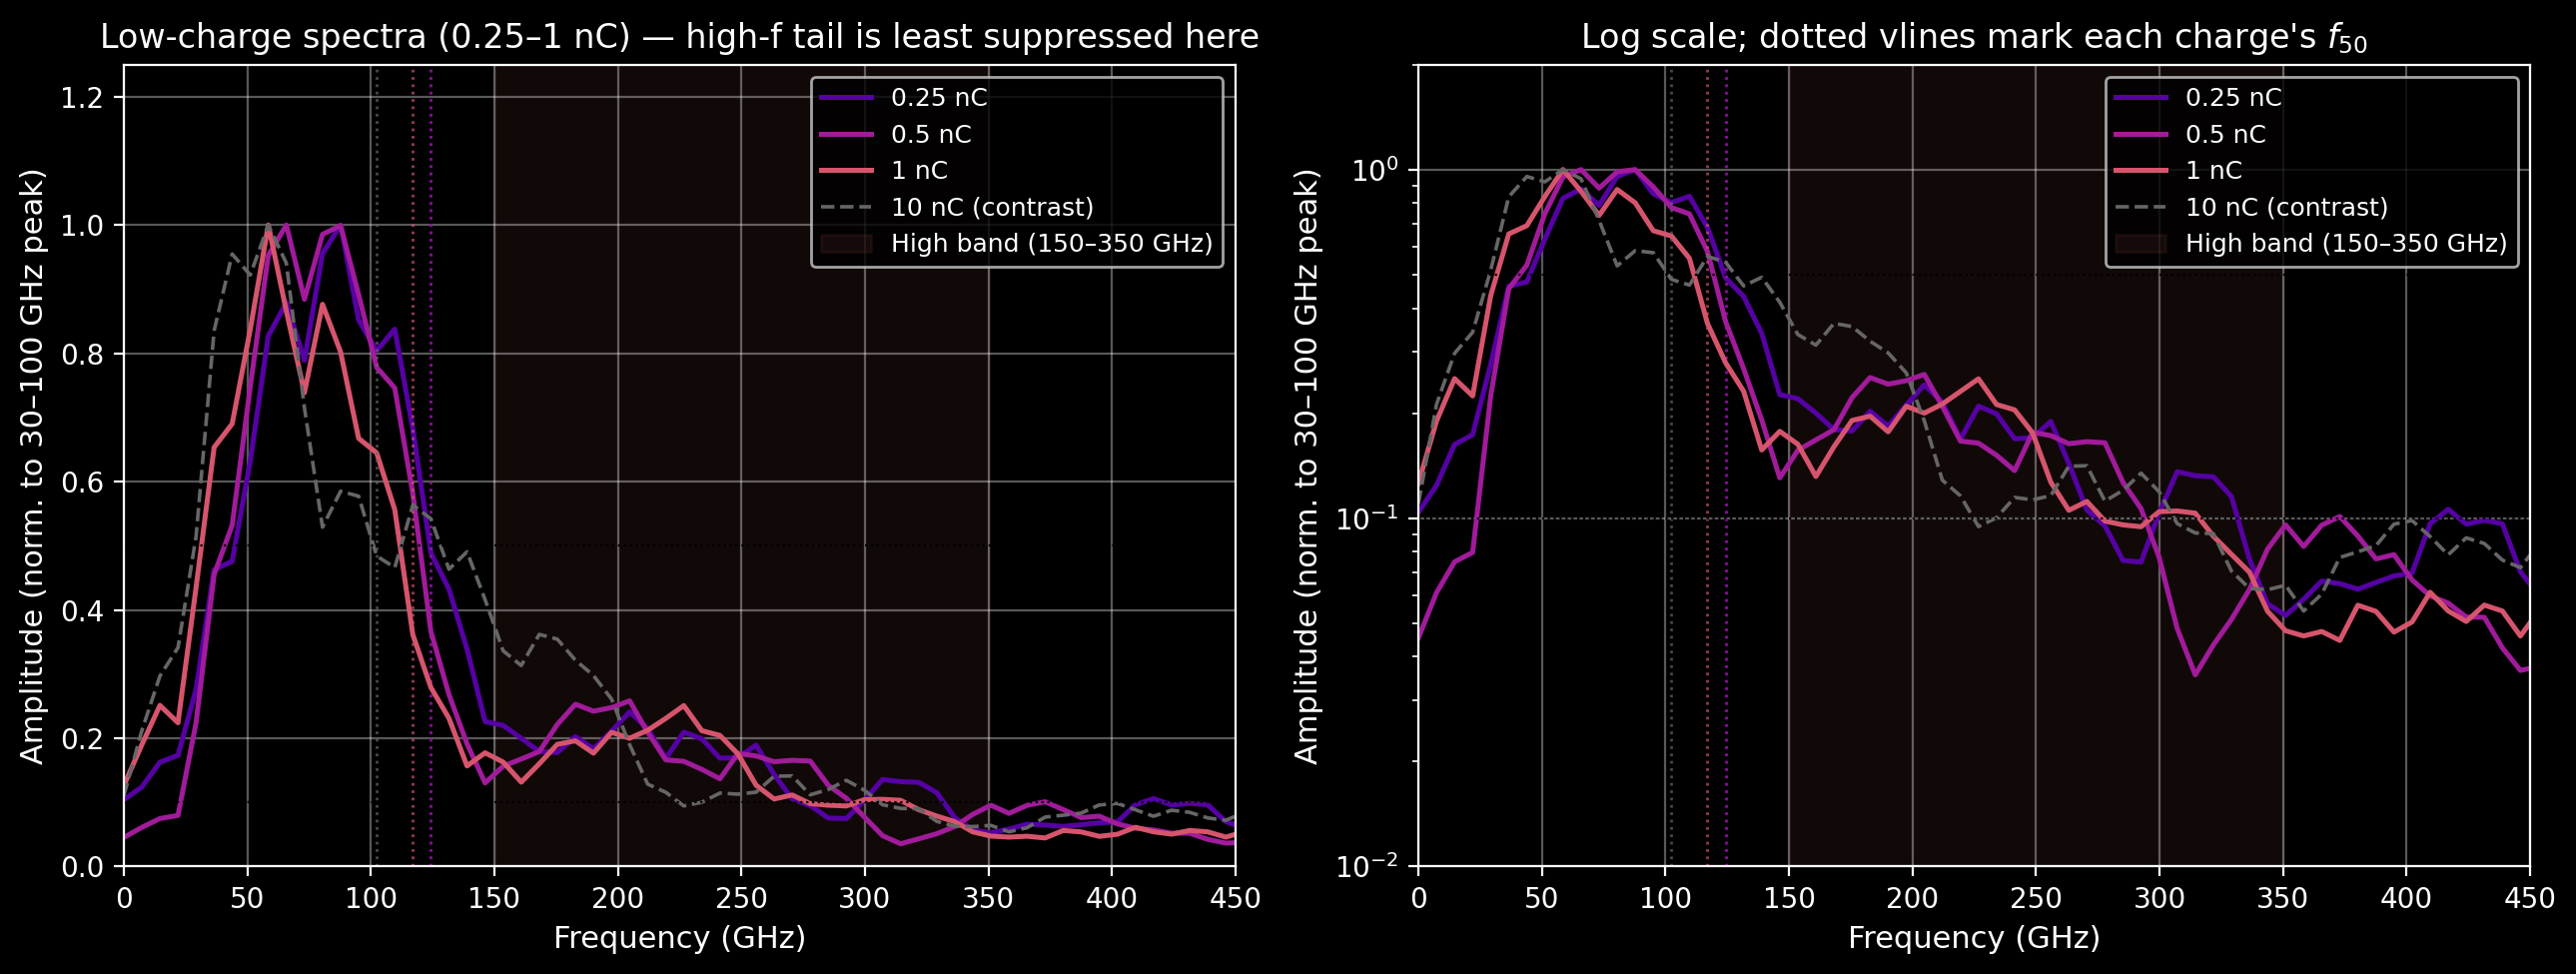 Low-charge spectra (0.25–1 nC) — high-f tail is least suppressed here
Amplitude (norm. to 30–100 GHz peak)
1.2
1.0
0.8
0.6
0.4
0.2
0.0
0 50 100 150 200 250 300 350 400 450
Frequency (GHz)
0.25 nC
0.5 nC
1 nC
10 nC (contrast)
High band (150–350 GHz)
Log scale; dotted vlines mark each charge's f₅₀
Amplitude (norm. to 30–100 GHz peak)
10⁰
10⁻¹
10⁻²
0 50 100 150 200 250 300 350 400 450
Frequency (GHz)
0.25 nC
0.5 nC
1 nC
10 nC (contrast)
High band (150–350 GHz)